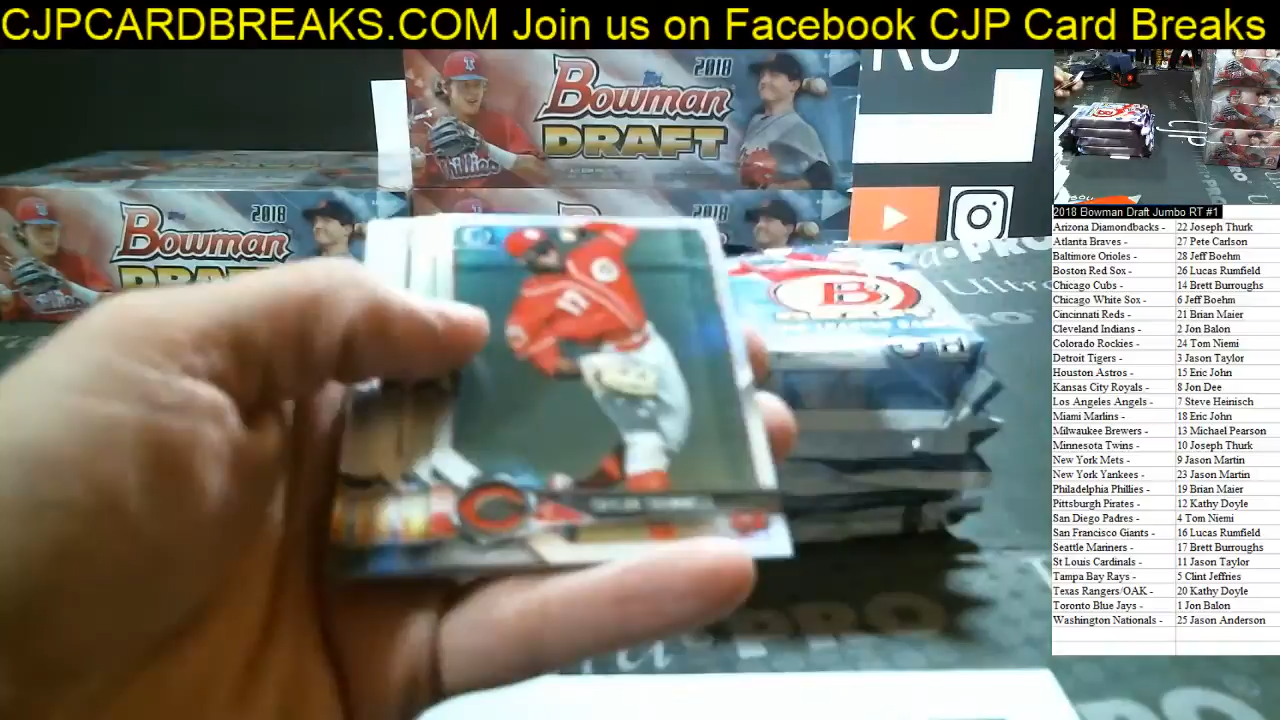 CJPCARDBREAKS.COM Join us on Facebook CJP Card Breaks
2018
Bowman
DRAFT
Phillies
2018
Bowman
2018
B
17
C
2018 Bowman Draft Jumbo RT #1
Arizona Diamondbacks - 22 Joseph Thurk
Atlanta Braves - 27 Pete Carlson
Baltimore Orioles - 28 Jeff Boehm
Boston Red Sox - 26 Lucas Rumfield
Chicago Cubs - 14 Brett Burroughs
Chicago White Sox - 6 Jeff Boehm
Cincinnati Reds - 21 Brian Maier
Cleveland Indians - 2 Jon Balon
Colorado Rockies - 24 Tom Niemi
Detroit Tigers - 3 Jason Taylor
Houston Astros - 15 Eric John
Kansas City Royals - 8 Jon Dee
Los Angeles Angels - 7 Steve Heinisch
Miami Marlins - 18 Eric John
Milwaukee Brewers - 13 Michael Pearson
Minnesota Twins - 10 Joseph Thurk
New York Mets - 9 Jason Martin
New York Yankees - 23 Jason Martin
Philadelphia Phillies - 19 Brian Maier
Pittsburgh Pirates - 12 Kathy Doyle
San Diego Padres - 4 Tom Niemi
San Francisco Giants - 16 Lucas Rumfield
Seattle Mariners - 17 Brett Burroughs
St Louis Cardinals - 11 Jason Taylor
Tampa Bay Rays - 5 Clint Jeffries
Texas Rangers/OAK - 20 Kathy Doyle
Toronto Blue Jays - 1 Jon Balon
Washington Nationals - 25 Jason Anderson